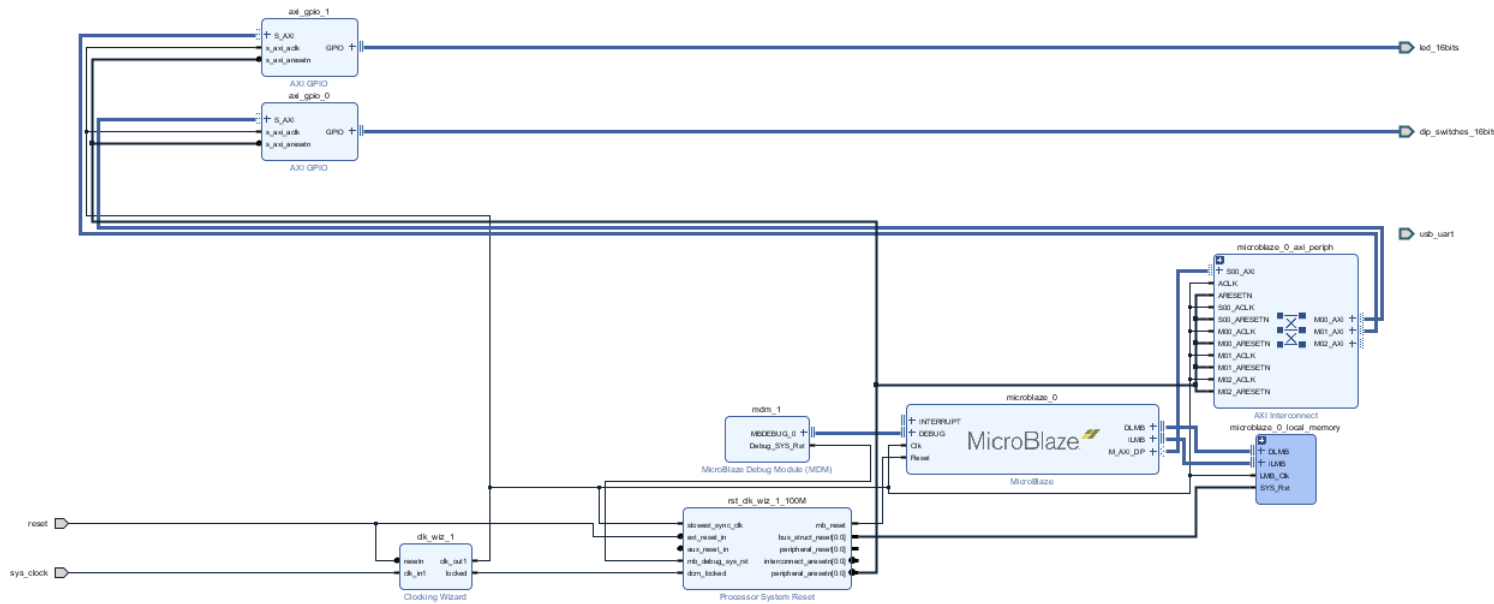 axi_gpio_1
S_AXI
s_axi_aclk
s_axi_aresetn
GPIO
AXI GPIO
led_16bits
axi_gpio_0
S_AXI
s_axi_aclk
s_axi_aresetn
GPIO
AXI GPIO
dip_switches_16bit
usb_uart
microblaze_0_axi_periph
S00_AXI
ACLK
ARESETN
S00_ACLK
S00_ARESETN
M00_ACLK
M00_ARESETN
M01_ACLK
M01_ARESETN
M02_ACLK
M02_ARESETN
M00_AXI
M01_AXI
M02_AXI
AXI Interconnect
mdm_1
MBDEBUG_0
Debug_SYS_Rst
MicroBlaze Debug Module (MDM)
microblaze_0
INTERRUPT
DEBUG
Clk
Reset
MicroBlaze
DLMB
ILMB
M_AXI_DP
MicroBlaze
microblaze_0_local_memory
DLMB
ILMB
LMB_Clk
SYS_Rst
reset
sys_clock
clk_wiz_1
resetn
clk_in1
clk_out1
locked
Clocking Wizard
rst_clk_wiz_1_100M
slowest_sync_clk
ext_reset_in
aux_reset_in
mb_debug_sys_rst
dcm_locked
mb_reset
bus_struct_reset[0:0]
peripheral_reset[0:0]
interconnect_aresetn[0:0]
peripheral_aresetn[0:0]
Processor System Reset